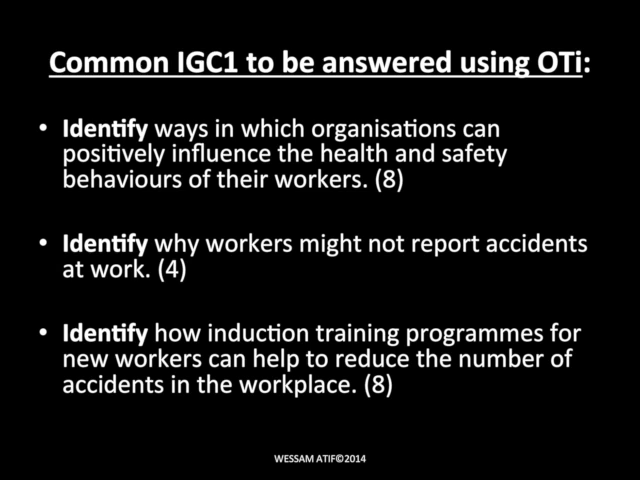 Common IGC1 to be answered using OTi:
• Identify ways in which organisations can
positively influence the health and safety
behaviours of their workers. (8)
• Identify why workers might not report accidents
at work. (4)
• Identify how induction training programmes for
new workers can help to reduce the number of
accidents in the workplace. (8)
WESSAM ATIF©2014